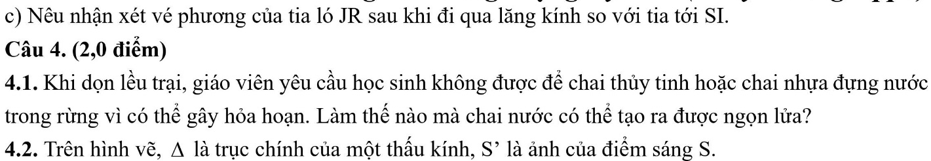 c) Nêu nhận xét vé phương của tia ló JR sau khi đi qua lăng kính so với tia tới SI.
Câu 4. (2,0 điểm)
4.1. Khi dọn lều trại, giáo viên yêu cầu học sinh không được để chai thủy tinh hoặc chai nhựa đựng nước
trong rừng vì có thể gây hỏa hoạn. Làm thế nào mà chai nước có thể tạo ra được ngọn lửa?
4.2. Trên hình vẽ, Δ là trục chính của một thấu kính, S’ là ảnh của điểm sáng S.